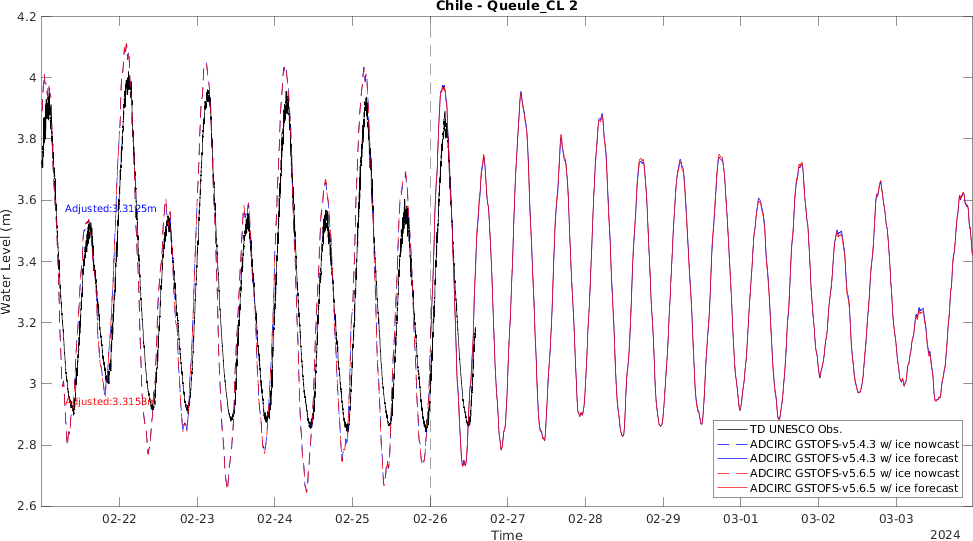 Chile - Queule_CL 2
4.2
4
3.8
3.6
3.4
3.2
3
2.8
2.6
Water Level (m)
Adjusted:3.3125m
Adjusted:3.3153m
TD UNESCO Obs.
ADCIRC GSTOFS-v5.4.3 w/ ice nowcast
ADCIRC GSTOFS-v5.4.3 w/ ice forecast
ADCIRC GSTOFS-v5.6.5 w/ ice nowcast
ADCIRC GSTOFS-v5.6.5 w/ ice forecast
02-22 02-23 02-24 02-25 02-26 02-27 02-28 02-29 03-01 03-02 03-03
Time
2024